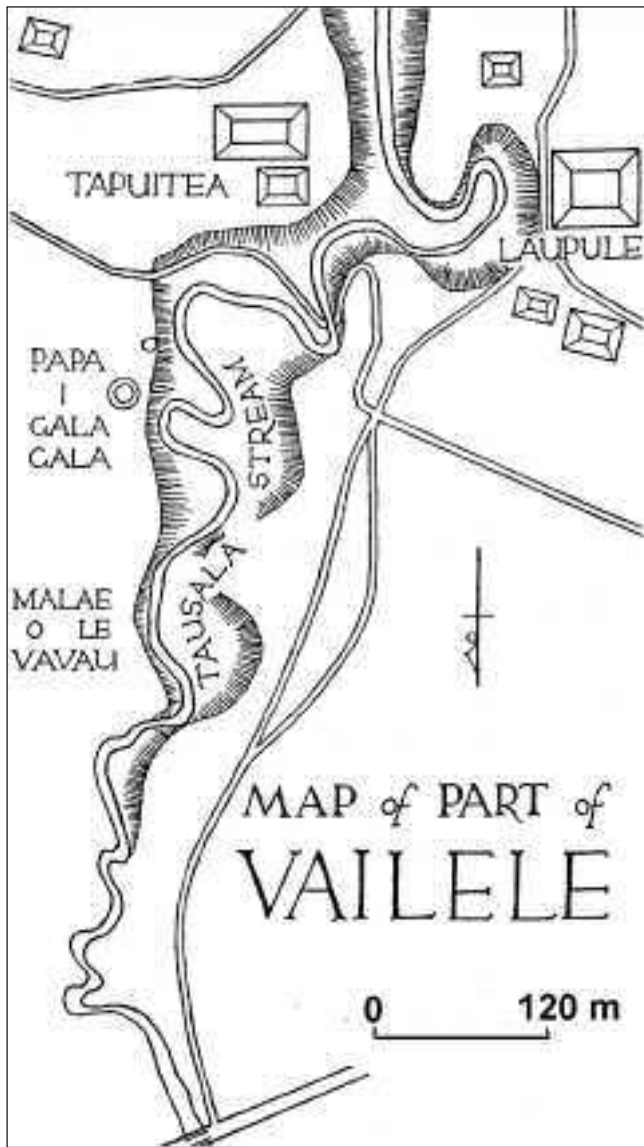 TAPUITEA
LAUPULE
PAPA
I
GALA
GALA
TAUSALA STREAM
MALAE
O LE
VAVAU
MAP of PART of
VAILELE
0 120 m